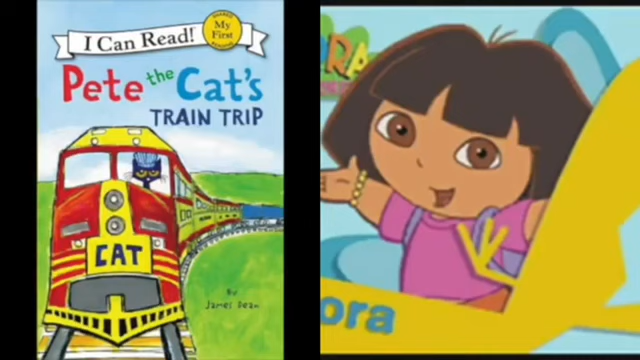 I Can Read!
My
First
Pete the Cat's
TRAIN TRIP
CAT
By
James Dean
ora